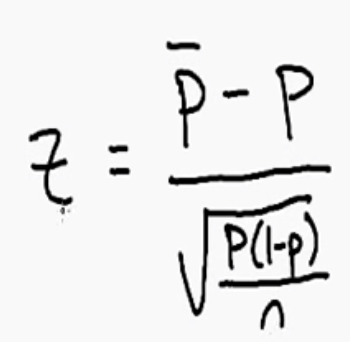 z = (p̄ - p) / √(p(1-p) / n)